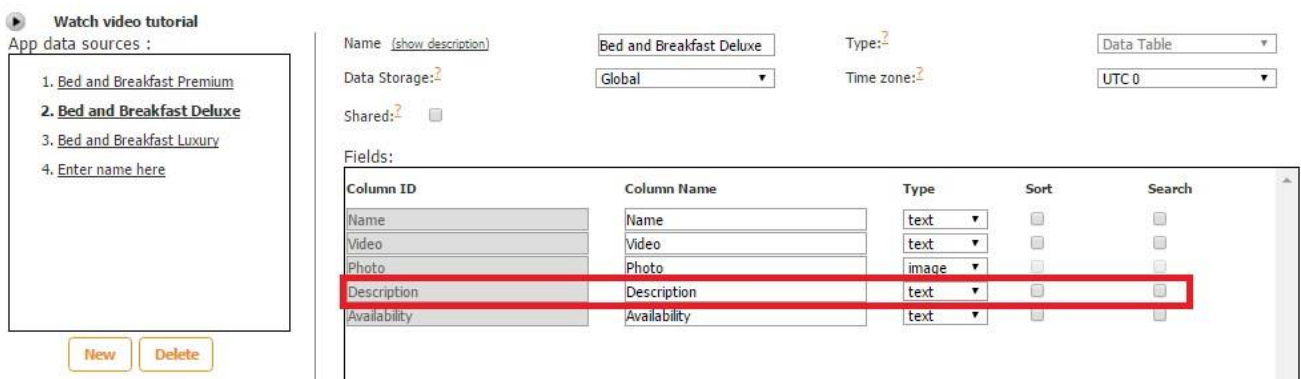 Watch video tutorial
App data sources :
1. Bed and Breakfast Premium
2. Bed and Breakfast Deluxe
3. Bed and Breakfast Luxury
4. Enter name here
New Delete
Name (show description) Bed and Breakfast Deluxe Type:? Data Table
Data Storage:? Global Time zone:? UTC 0
Shared:?
Fields:
Column ID Column Name Type Sort Search
Name Name text
Video Video text
Photo Photo image
Description Description text
Availability Availability text